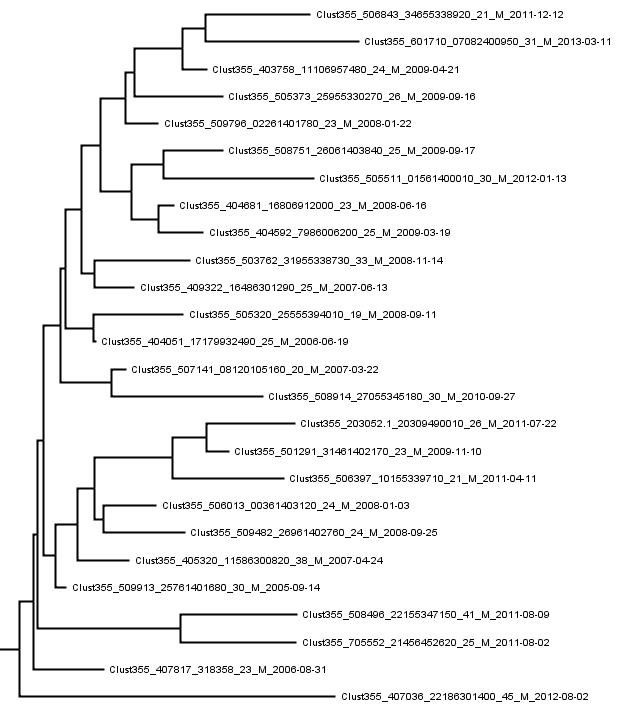 Clust355_506843_34655338920_21_M_2011-12-12
Clust355_601710_07082400950_31_M_2013-03-11
Clust355_403758_11106957480_24_M_2009-04-21
Clust355_505373_25955330270_26_M_2009-09-16
Clust355_509796_02261401780_23_M_2008-01-22
Clust355_508751_26061403840_25_M_2009-09-17
Clust355_505511_01561400010_30_M_2012-01-13
Clust355_404681_16806912000_23_M_2008-06-16
Clust355_404592_7986006200_25_M_2009-03-19
Clust355_503762_31955338730_33_M_2008-11-14
Clust355_409322_16486301290_25_M_2007-06-13
Clust355_505320_25555394010_19_M_2008-09-11
Clust355_404051_17179932490_25_M_2006-06-19
Clust355_507141_08120105160_20_M_2007-03-22
Clust355_508914_27055345180_30_M_2010-09-27
Clust355_203052.1_20309490010_26_M_2011-07-22
Clust355_501291_31461402170_23_M_2009-11-10
Clust355_506397_10155339710_21_M_2011-04-11
Clust355_506013_00361403120_24_M_2008-01-03
Clust355_509482_26961402760_24_M_2008-09-25
Clust355_405320_11586300820_38_M_2007-04-24
Clust355_509913_25761401680_30_M_2005-09-14
Clust355_508496_22155347150_41_M_2011-08-09
Clust355_705552_21456452620_25_M_2011-08-02
Clust355_407817_318358_23_M_2006-08-31
Clust355_407036_22186301400_45_M_2012-08-02